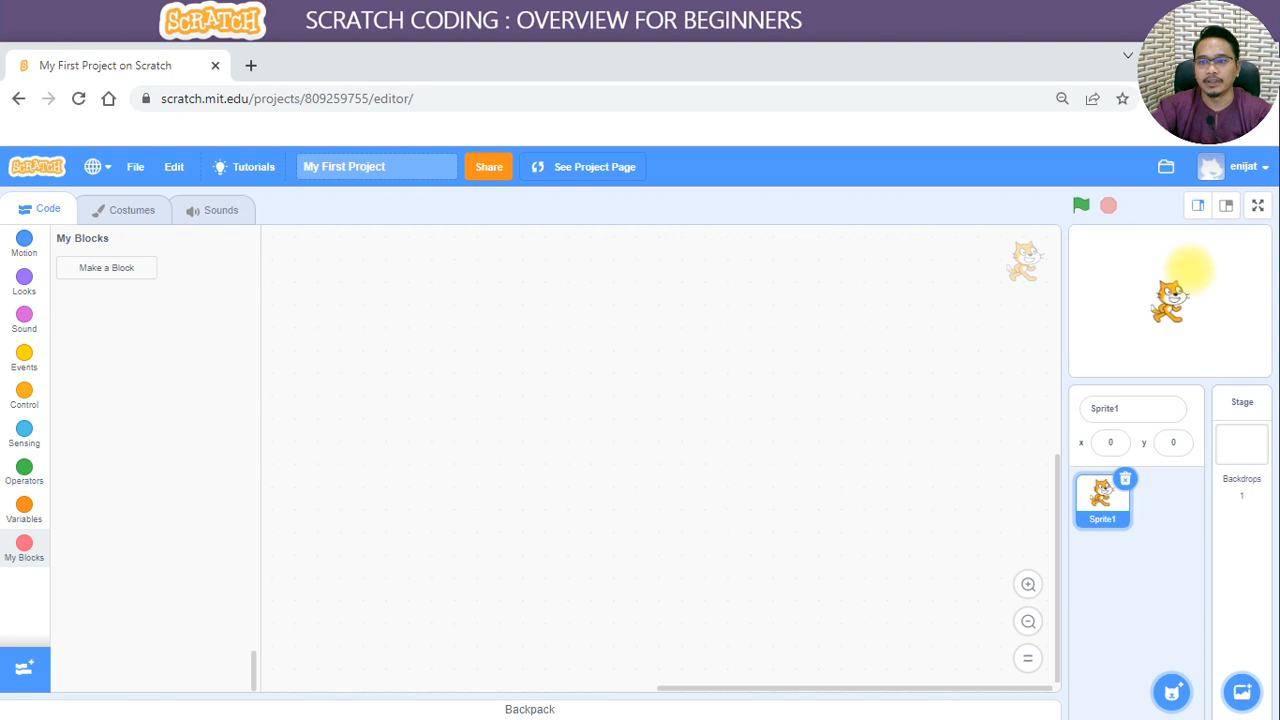 SCRATCH SCRATCH CODING : OVERVIEW FOR BEGINNERS
My First Project on Scratch
scratch.mit.edu/projects/809259755/editor/
SCRATCH File Edit Tutorials My First Project Share See Project Page enijat
Code Costumes Sounds
Motion
Looks
Sound
Events
Control
Sensing
Operators
Variables
My Blocks
My Blocks
Make a Block
Sprite1
x 0 y 0
Sprite1
Stage
Backdrops
1
Backpack